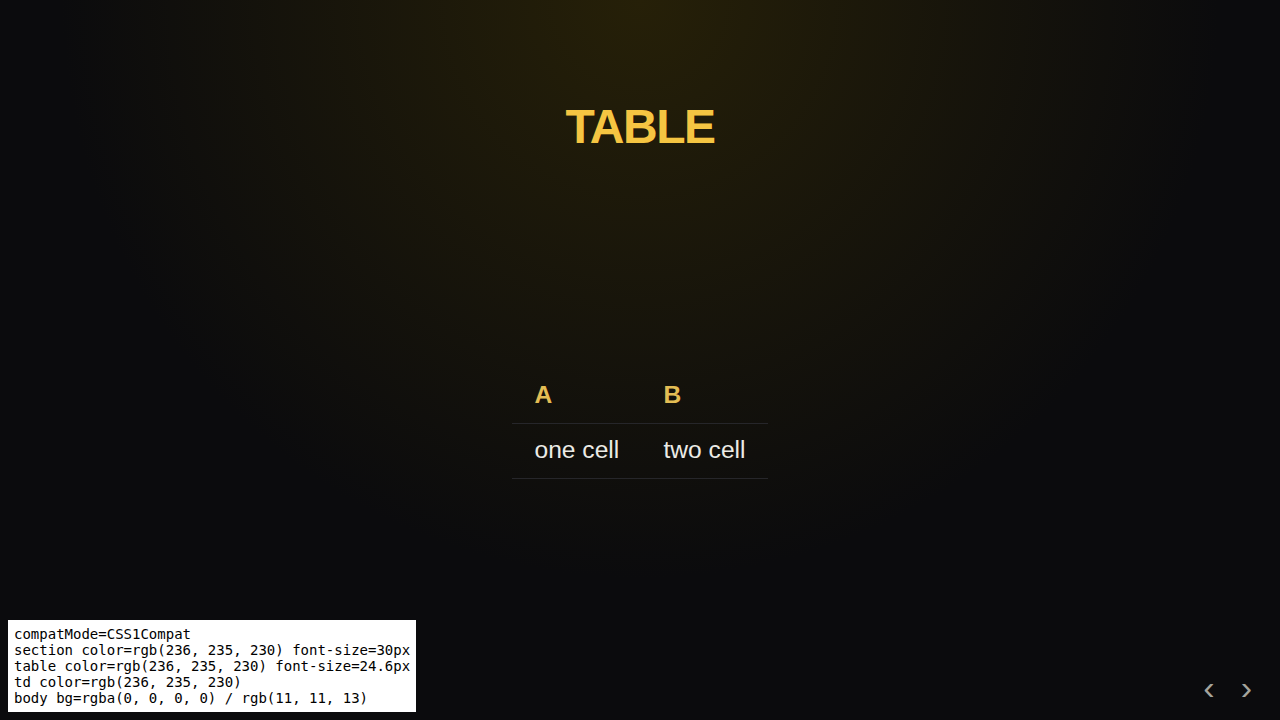 TABLE
A B
one cell two cell
compatMode=CSS1Compat
section color=rgb(236, 235, 230) font-size=30px
table color=rgb(236, 235, 230) font-size=24.6px
td color=rgb(236, 235, 230)
body bg=rgba(0, 0, 0, 0) / rgb(11, 11, 13)
‹ ›